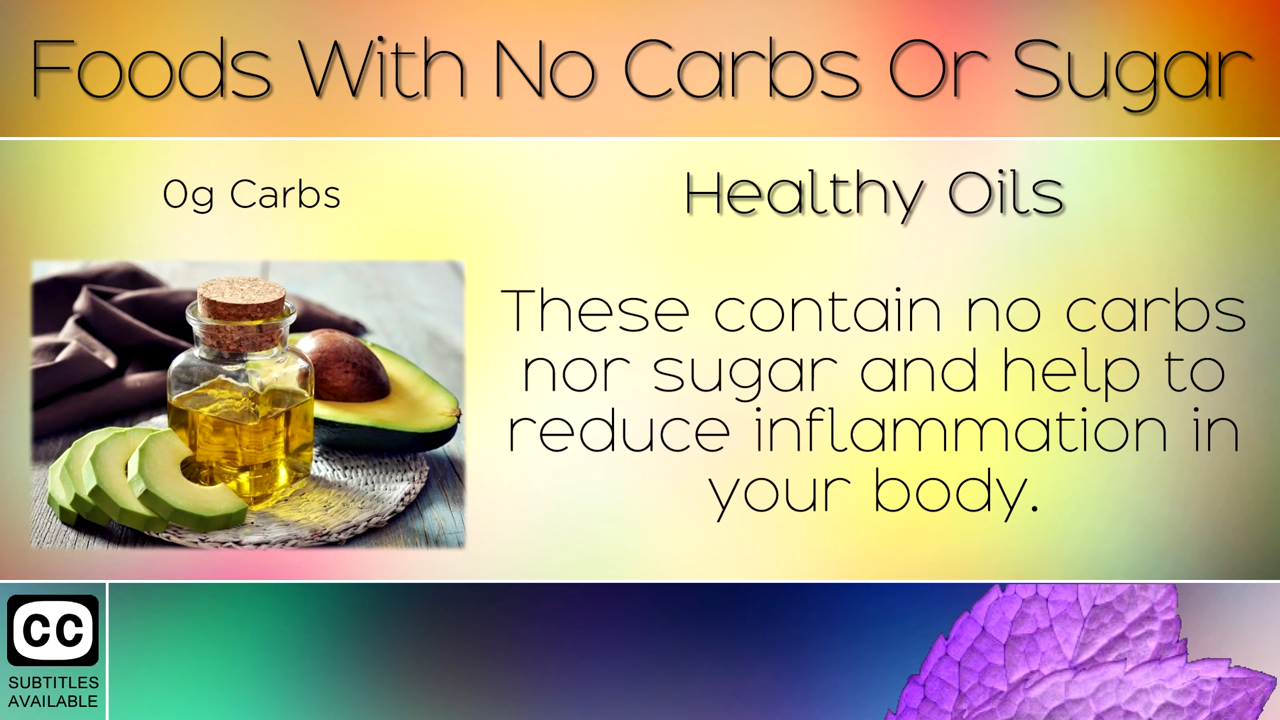 Foods With No Carbs Or Sugar
0g Carbs
Healthy Oils
These contain no carbs
nor sugar and help to
reduce inflammation in
your body.
CC
SUBTITLES
AVAILABLE